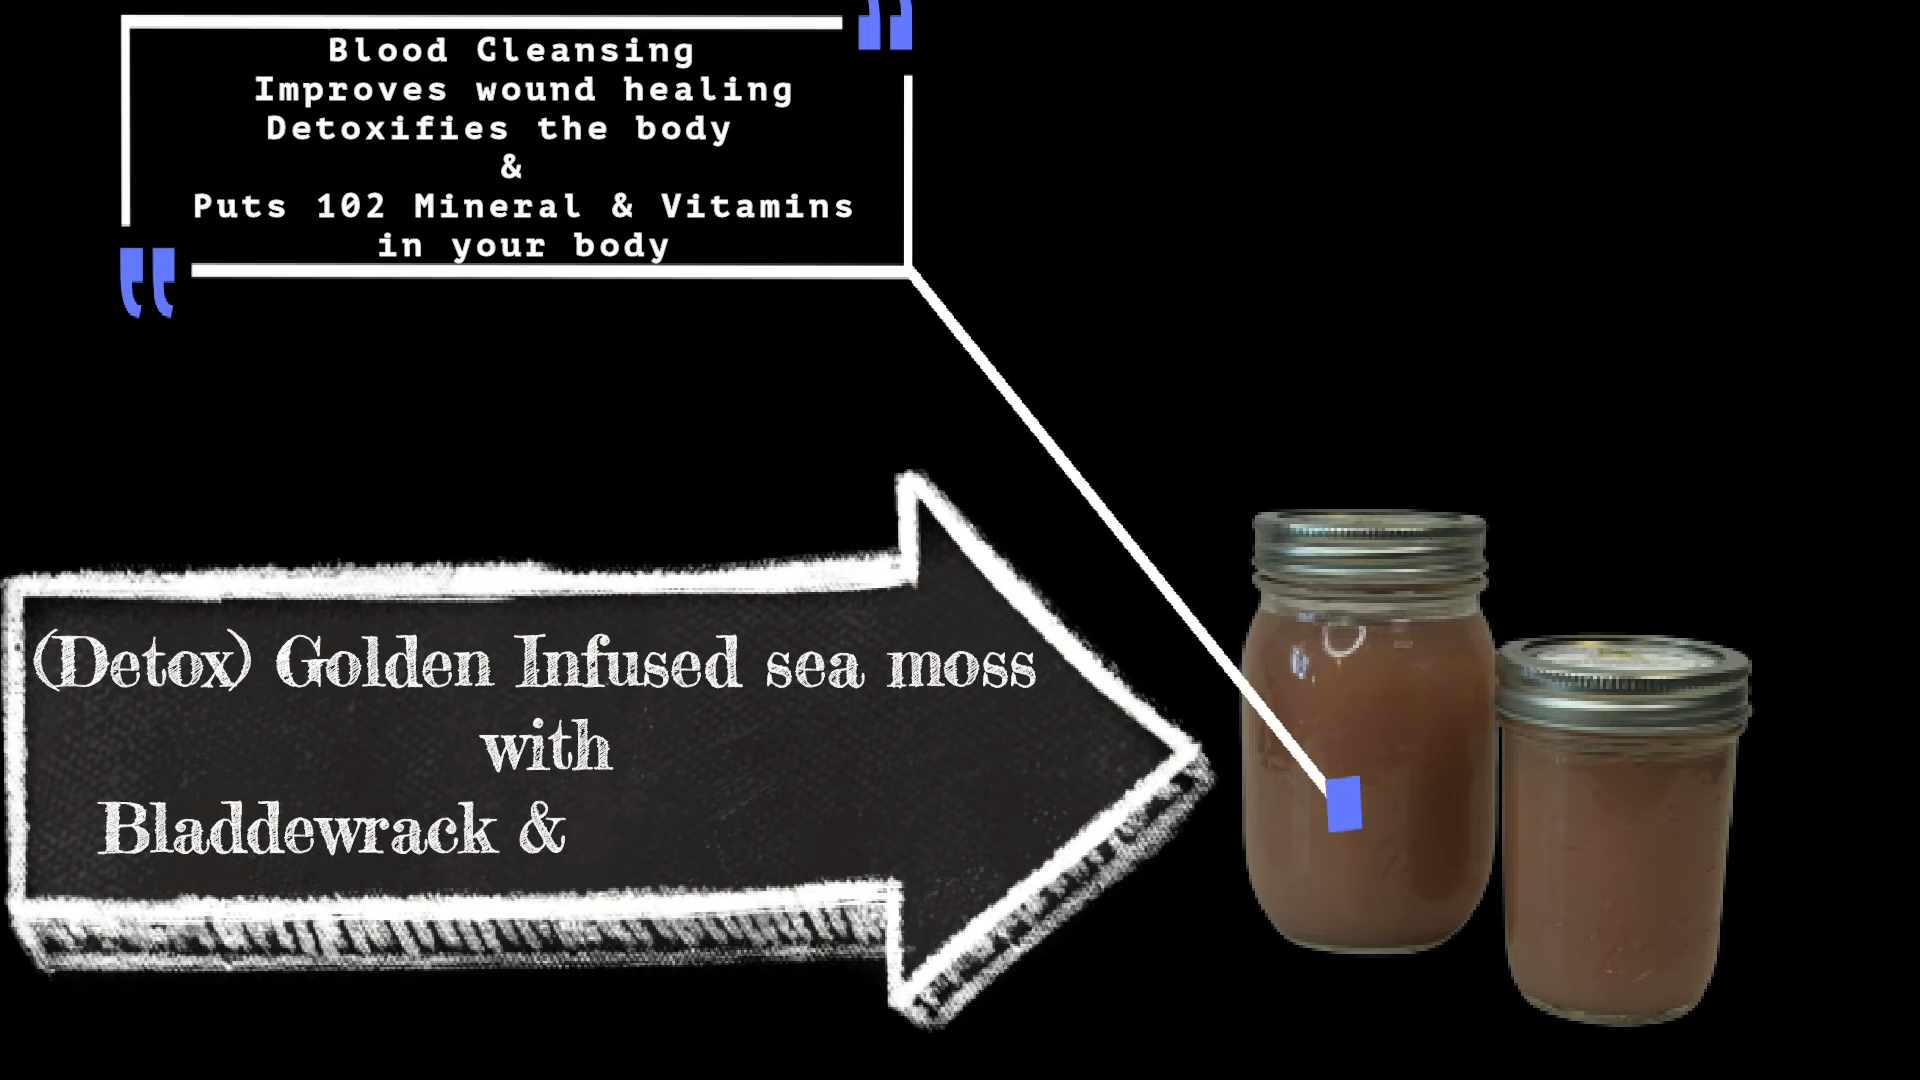 Blood Cleansing
Improves wound healing
Detoxifies the body
&
Puts 102 Mineral & Vitamins
in your body
(Detox) Golden Infused sea moss
with
Bladdewrack &